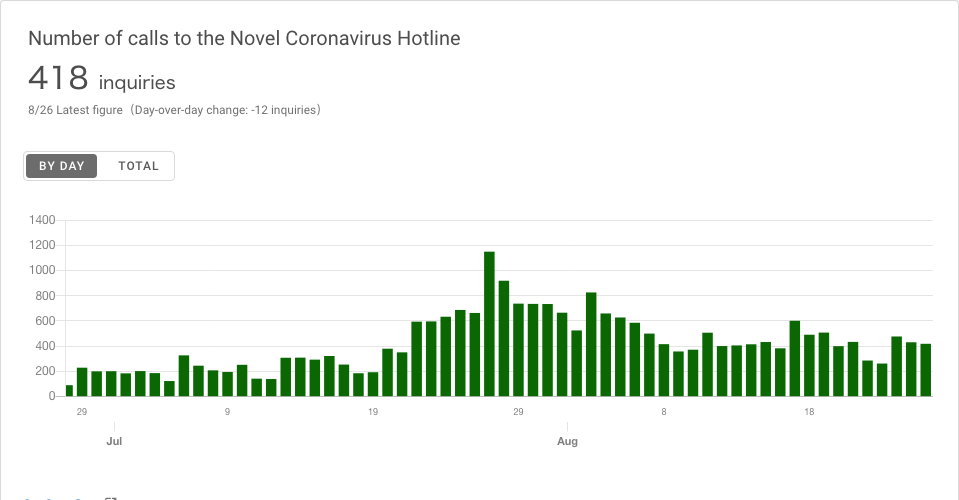 Number of calls to the Novel Coronavirus Hotline
418 inquiries
8/26 Latest figure（Day-over-day change: -12 inquiries）
BY DAY TOTAL
1400
1200
1000
800
600
400
200
0
29 9 19 29 8 18
Jul Aug